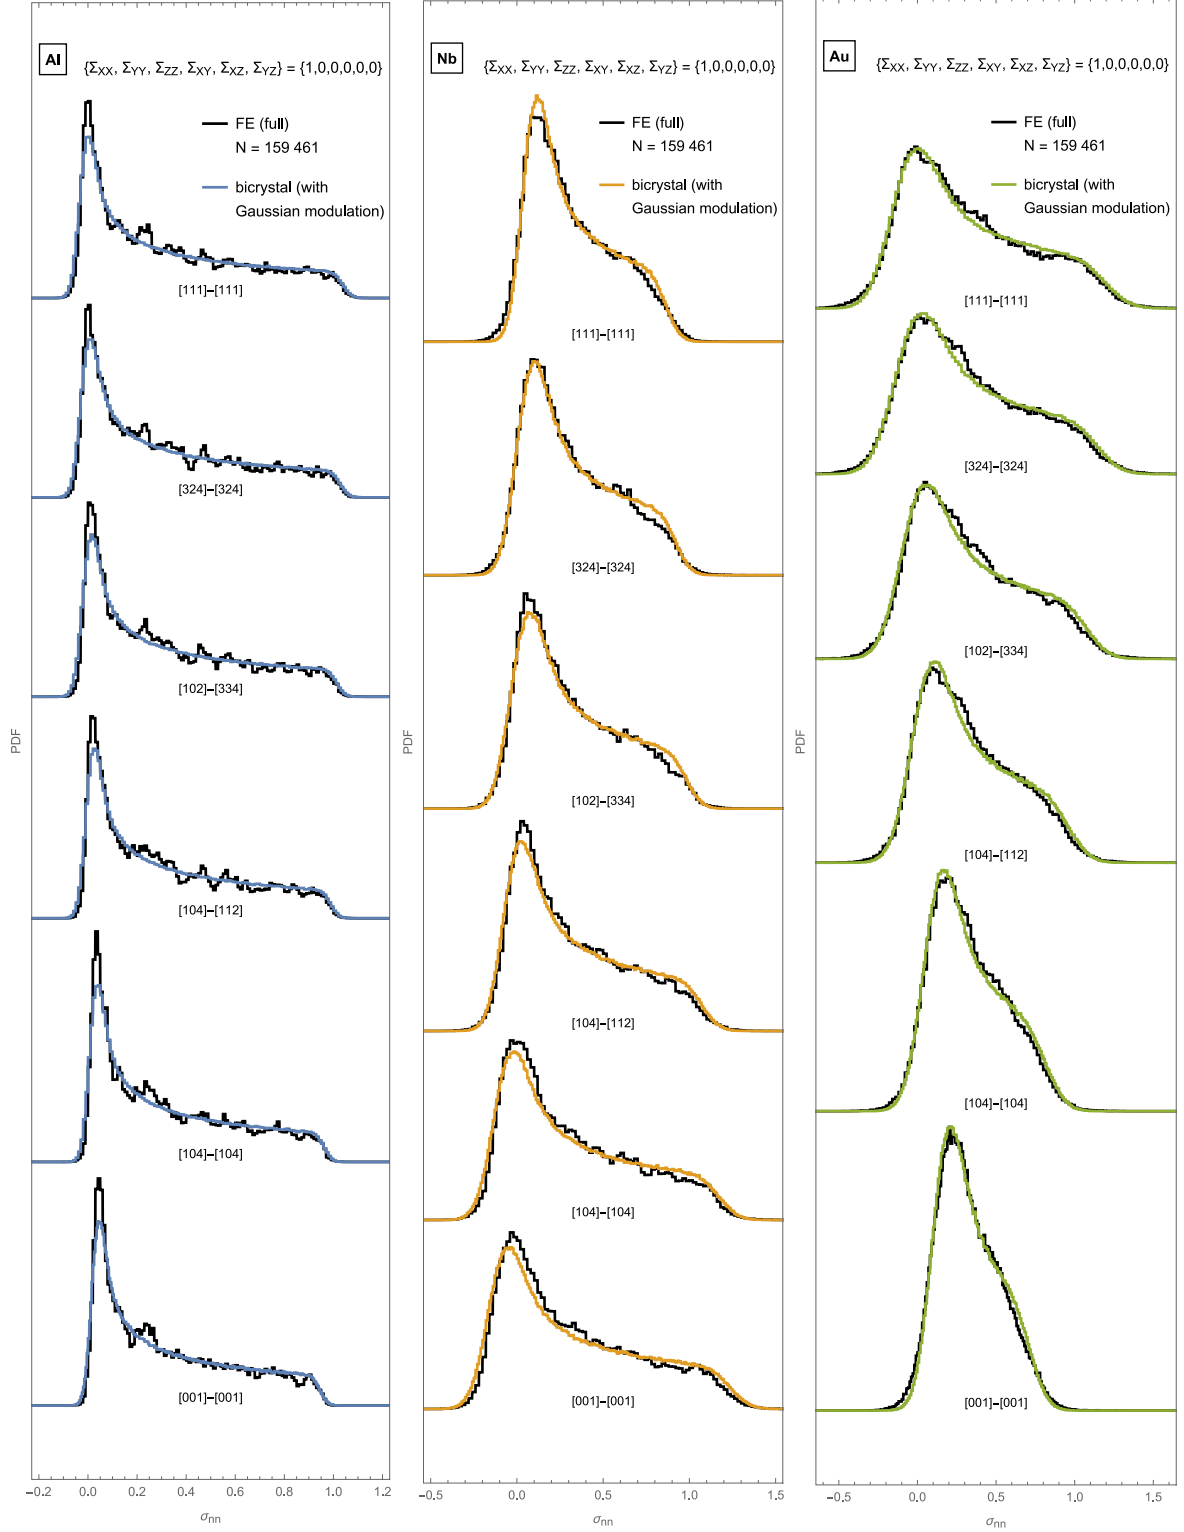 Al
{Σ_XX, Σ_YY, Σ_ZZ, Σ_XY, Σ_XZ, Σ_YZ} = {1,0,0,0,0,0}
FE (full)
N = 159 461
bicrystal (with
Gaussian modulation)
[111]–[111]
[324]–[324]
[102]–[334]
[104]–[112]
[104]–[104]
[001]–[001]
PDF
−0.2 0.0 0.2 0.4 0.6 0.8 1.0 1.2
σ_nn
Nb
{Σ_XX, Σ_YY, Σ_ZZ, Σ_XY, Σ_XZ, Σ_YZ} = {1,0,0,0,0,0}
FE (full)
N = 159 461
bicrystal (with
Gaussian modulation)
[111]–[111]
[324]–[324]
[102]–[334]
[104]–[112]
[104]–[104]
[001]–[001]
PDF
−0.5 0.0 0.5 1.0 1.5
σ_nn
Au
{Σ_XX, Σ_YY, Σ_ZZ, Σ_XY, Σ_XZ, Σ_YZ} = {1,0,0,0,0,0}
FE (full)
N = 159 461
bicrystal (with
Gaussian modulation)
[111]–[111]
[324]–[324]
[102]–[334]
[104]–[112]
[104]–[104]
[001]–[001]
PDF
−0.5 0.0 0.5 1.0 1.5
σ_nn